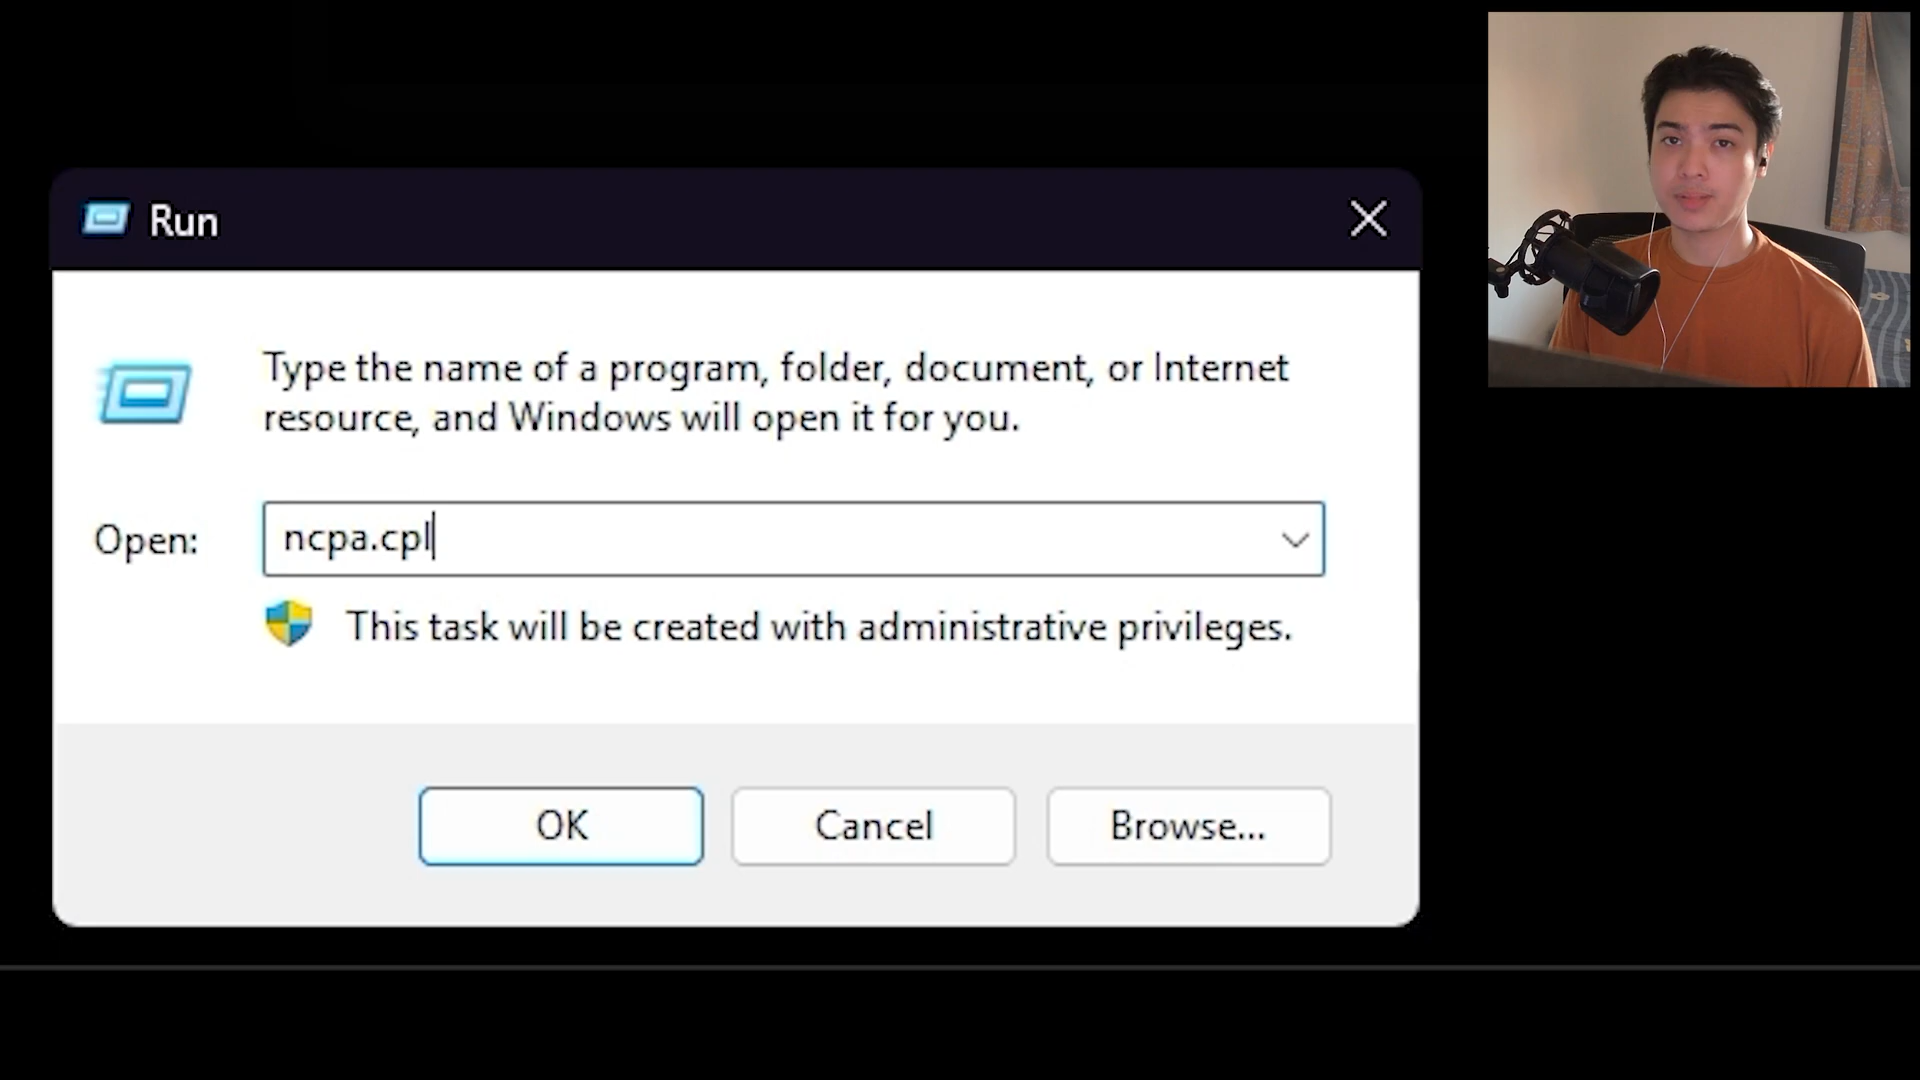 Run
Type the name of a program, folder, document, or Internet
resource, and Windows will open it for you.
Open:
ncpa.cpl
This task will be created with administrative privileges.
OK
Cancel
Browse...